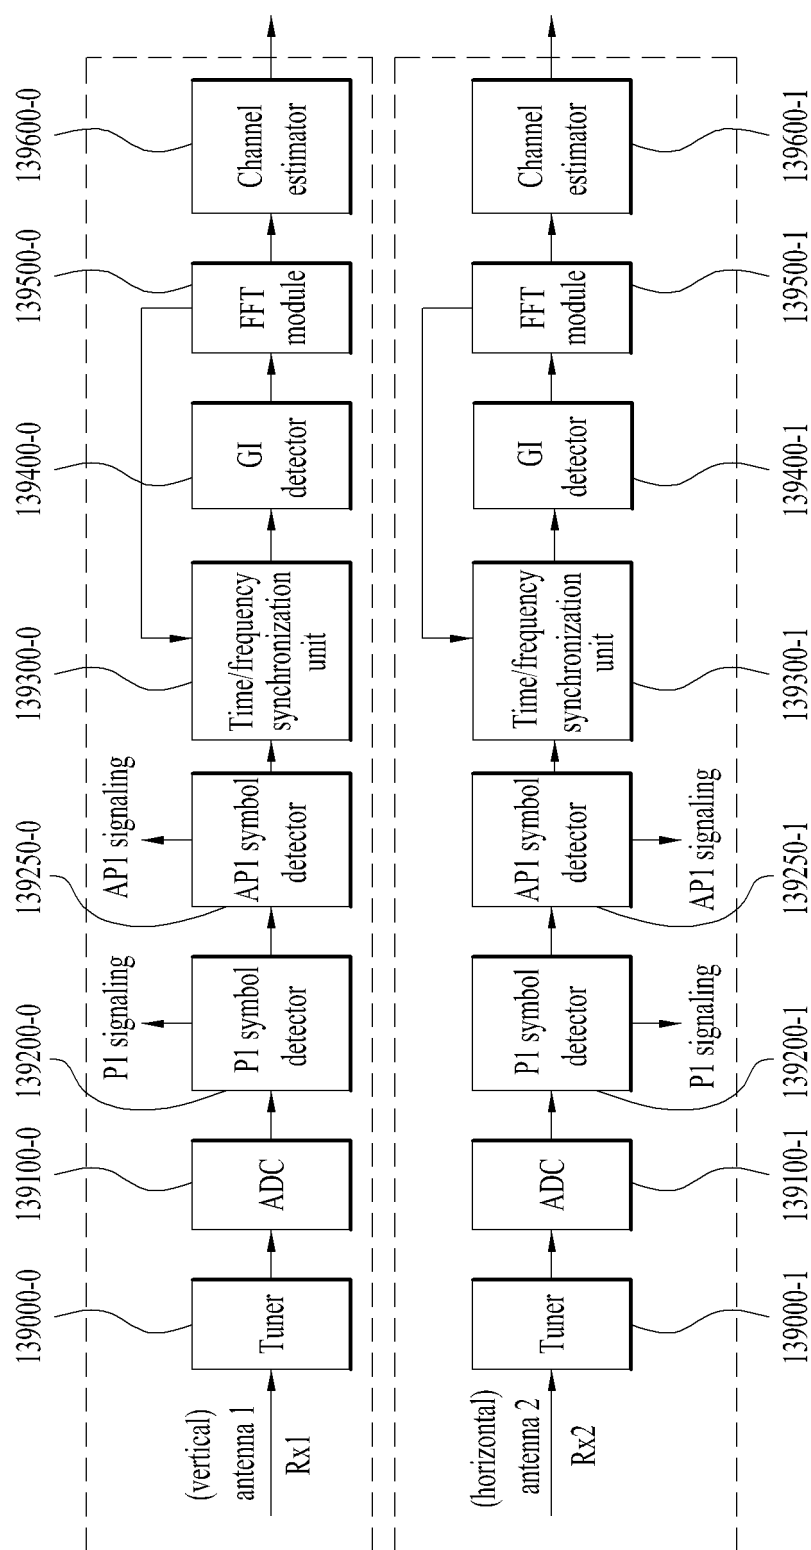 139000-0
139100-0
139200-0
139250-0
139300-0
139400-0
139500-0
139600-0
P1 signaling
AP1 signaling
(vertical)
antenna 1
Rx1
Tuner
ADC
P1 symbol
detector
AP1 symbol
detector
Time/frequency
synchronization
unit
GI
detector
FFT
module
Channel
estimator
(horizontal)
antenna 2
Rx2
Tuner
ADC
P1 symbol
detector
AP1 symbol
detector
Time/frequency
synchronization
unit
GI
detector
FFT
module
Channel
estimator
P1 signaling
AP1 signaling
139000-1
139100-1
139200-1
139250-1
139300-1
139400-1
139500-1
139600-1